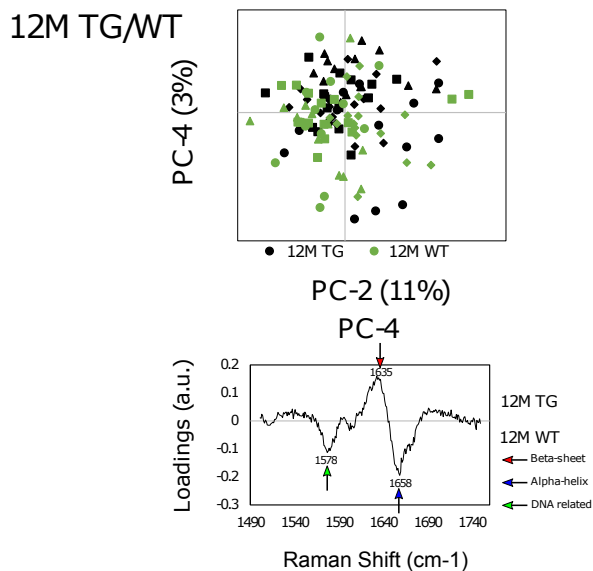 12M TG/WT
PC-4 (3%)
12M TG 12M WT
PC-2 (11%)
PC-4
Loadings (a.u.)
0.2
0.1
0
-0.1
-0.2
-0.3
1635
1578
1658
1490 1540 1590 1640 1690 1740
Raman Shift (cm-1)
12M TG
12M WT
Beta-sheet
Alpha-helix
DNA related